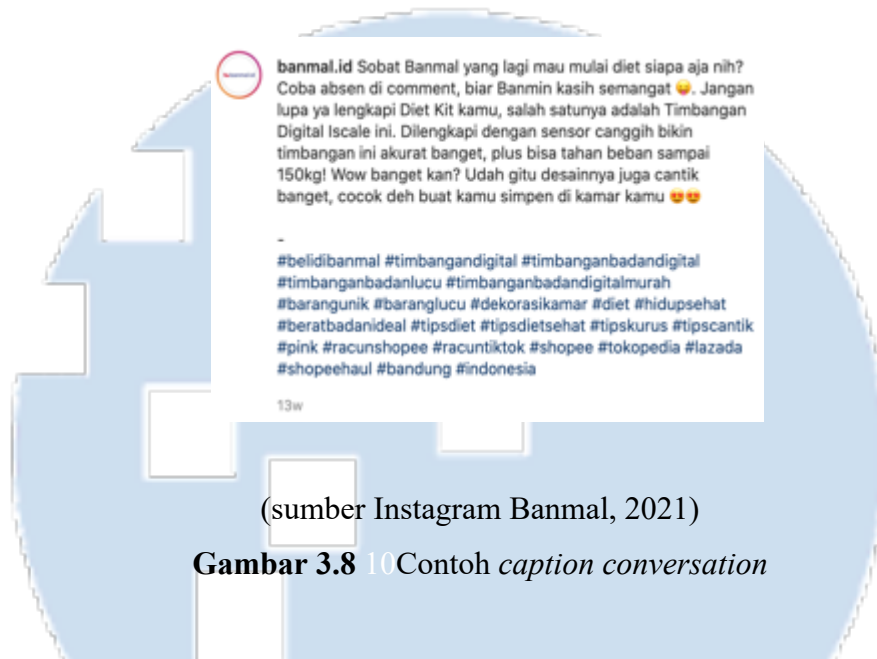 banmal.id Sobat Banmal yang lagi mau mulai diet siapa aja nih?
Coba absen di comment, biar Banmin kasih semangat 😛. Jangan
lupa ya lengkapi Diet Kit kamu, salah satunya adalah Timbangan
Digital Iscale ini. Dilengkapi dengan sensor canggih bikin
timbangan ini akurat banget, plus bisa tahan beban sampai
150kg! Wow banget kan? Udah gitu desainnya juga cantik
banget, cocok deh buat kamu simpen di kamar kamu 😍😍
-
#belidibanmal #timbangandigital #timbanganbadandigital
#timbanganbadanlucu #timbanganbadandigitalmurah
#barangunik #baranglucu #dekorasikamar #diet #hidupsehat
#beratbadanideal #tipsdiet #tipsdietsehat #tipskurus #tipscantik
#pink #racunshopee #racuntiktok #shopee #tokopedia #lazada
#shopeehaul #bandung #indonesia
13w
(sumber Instagram Banmal, 2021)
Gambar 3.8 10Contoh caption conversation